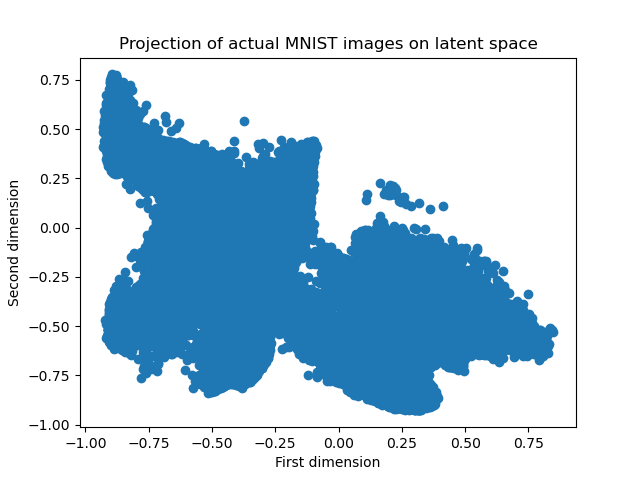 Projection of actual MNIST images on latent space
0.75
0.50
0.25
0.00
−0.25
−0.50
−0.75
−1.00
Second dimension
−1.00 −0.75 −0.50 −0.25 0.00 0.25 0.50 0.75
First dimension